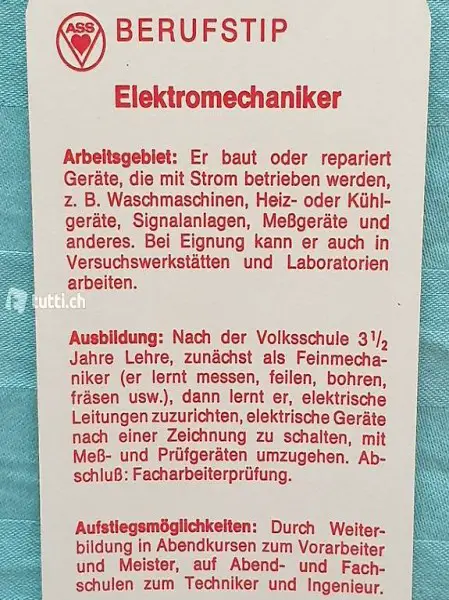 ASS
BERUFSTIP
Elektromechaniker
Arbeitsgebiet: Er baut oder repariert
Geräte, die mit Strom betrieben werden,
z. B. Waschmaschinen, Heiz- oder Kühl-
geräte, Signalanlagen, Meßgeräte und
anderes. Bei Eignung kann er auch in
Versuchswerkstätten und Laboratorien
arbeiten.
tutti.ch
Ausbildung: Nach der Volksschule 3 1/2
Jahre Lehre, zunächst als Feinmecha-
niker (er lernt messen, feilen, bohren,
fräsen usw.), dann lernt er, elektrische
Leitungen zuzurichten, elektrische Geräte
nach einer Zeichnung zu schalten, mit
Meß- und Prüfgeräten umzugehen. Ab-
schluß: Facharbeiterprüfung.
Aufstiegsmöglichkeiten: Durch Weiter-
bildung in Abendkursen zum Vorarbeiter
und Meister, auf Abend- und Fach-
schulen zum Techniker und Ingenieur.